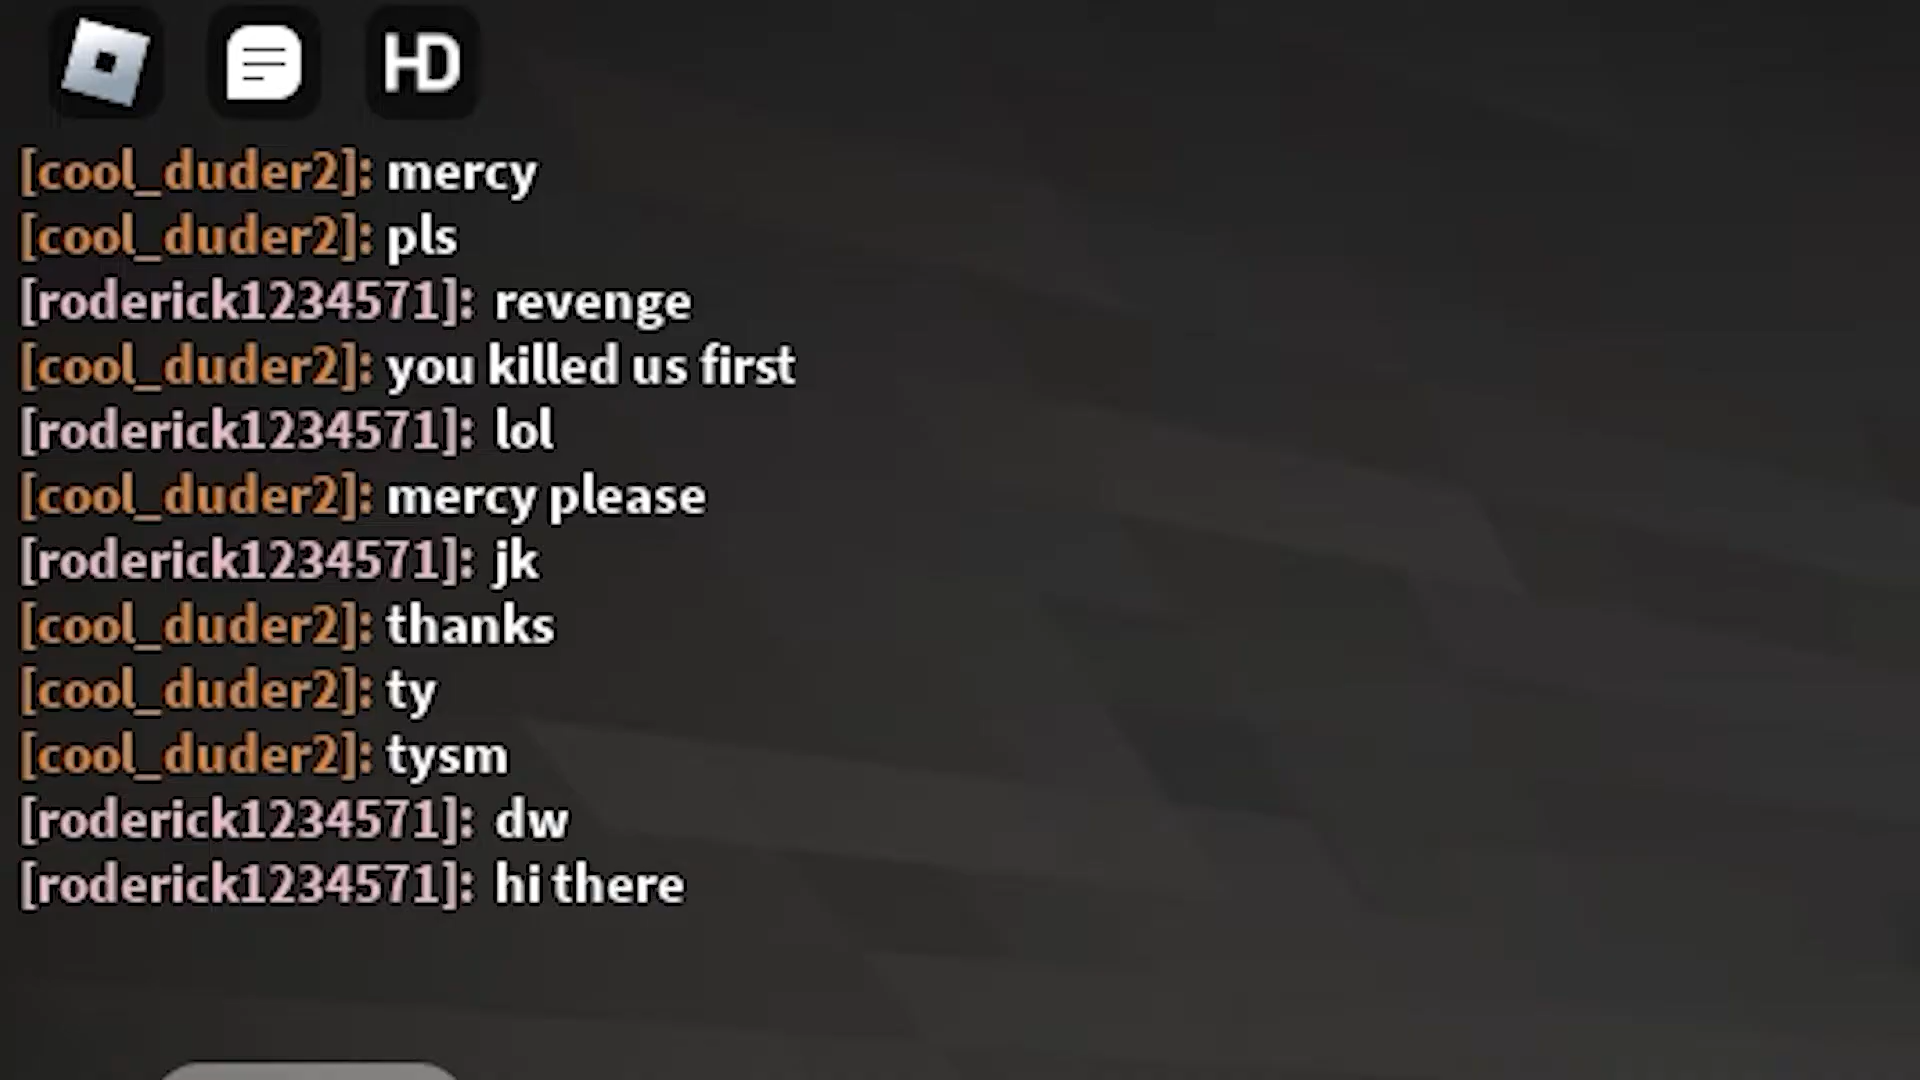 HD
[cool_duder2]: mercy
[cool_duder2]: pls
[roderick1234571]: revenge
[cool_duder2]: you killed us first
[roderick1234571]: lol
[cool_duder2]: mercy please
[roderick1234571]: jk
[cool_duder2]: thanks
[cool_duder2]: ty
[cool_duder2]: tysm
[roderick1234571]: dw
[roderick1234571]: hi there